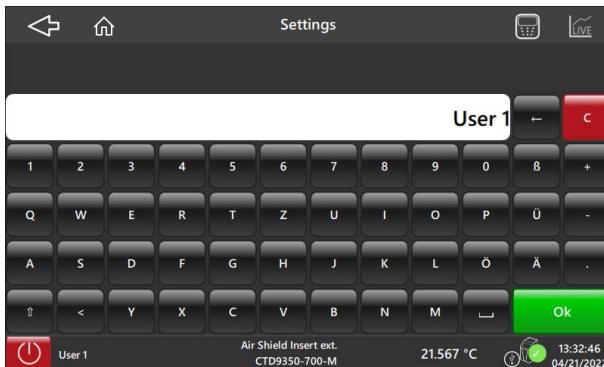 Settings
LIVE
User 1
← C
1 2 3 4 5 6 7 8 9 0 ß +
Q W E R T Z U I O P Ü -
A S D F G H J K L Ö Ä .
⇧ < Y X C V B N M ⎵ Ok
User 1
Air Shield Insert ext.
CTD9350-700-M
21.567 °C
13:32:46